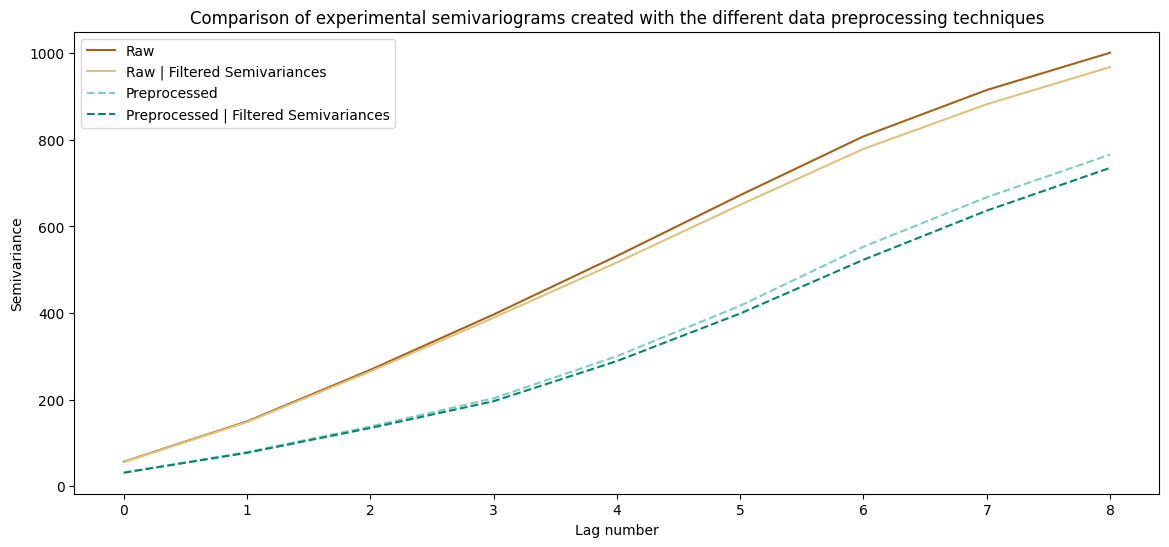 Comparison of experimental semivariograms created with the different data preprocessing techniques
Raw
Raw | Filtered Semivariances
Preprocessed
Preprocessed | Filtered Semivariances
Semivariance
1000
800
600
400
200
0
0 1 2 3 4 5 6 7 8
Lag number